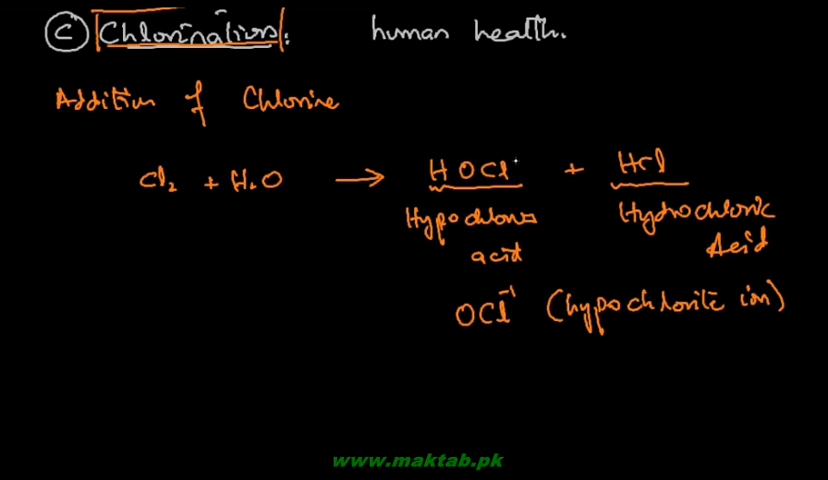 C Chlorination: human health.
Addition of Chlorine
Cl₂ + H₂O → HOCl + HCl
Hypochlorus acid Hydrochloric Acid
OCl⁻¹ (hypochlorite ion)
www.maktab.pk